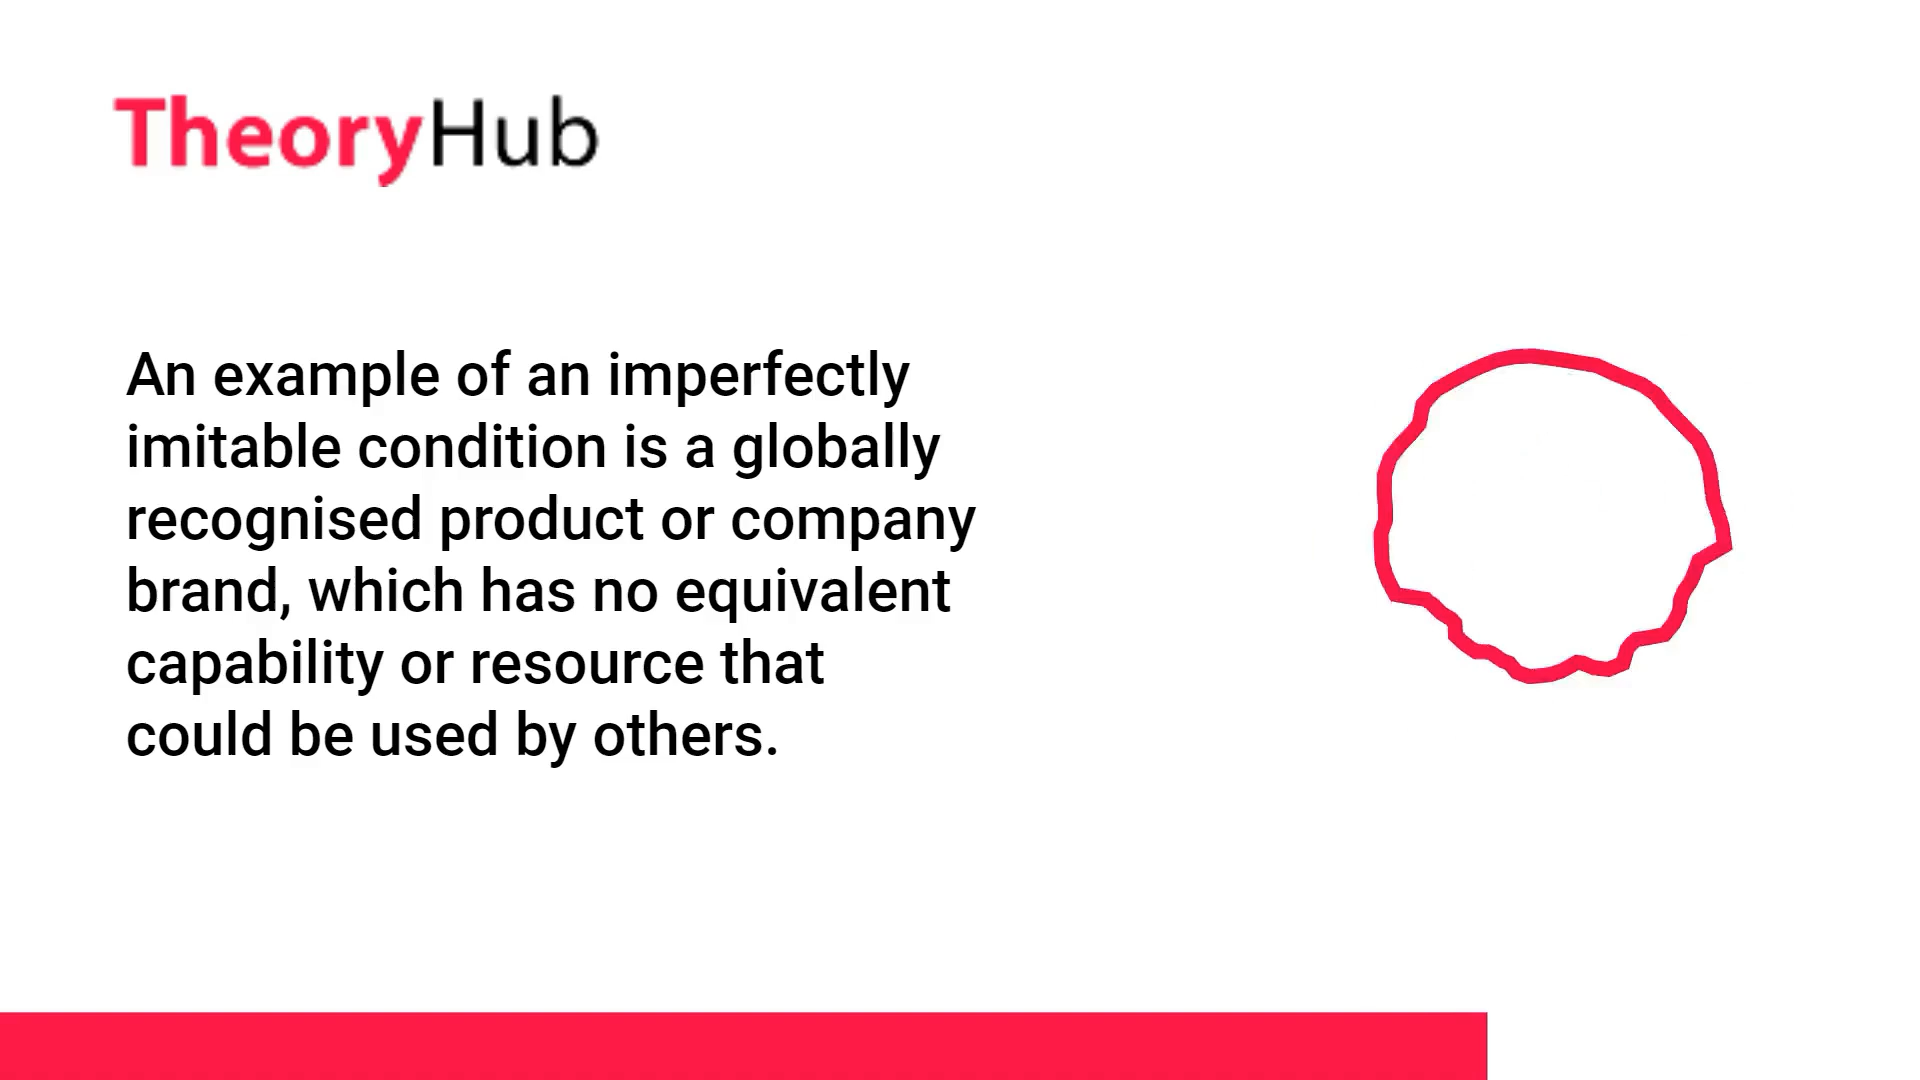 TheoryHub
An example of an imperfectly
imitable condition is a globally
recognised product or company
brand, which has no equivalent
capability or resource that
could be used by others.